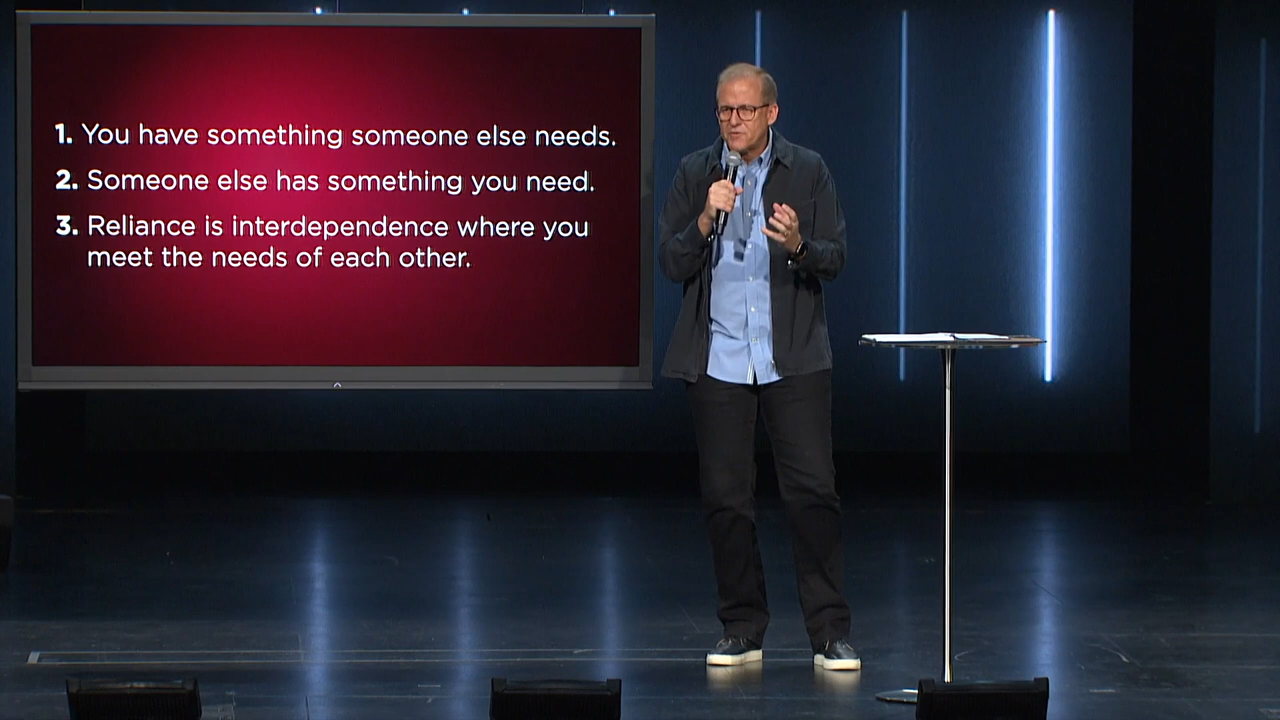 1. You have something someone else needs.
2. Someone else has something you need.
3. Reliance is interdependence where you
meet the needs of each other.